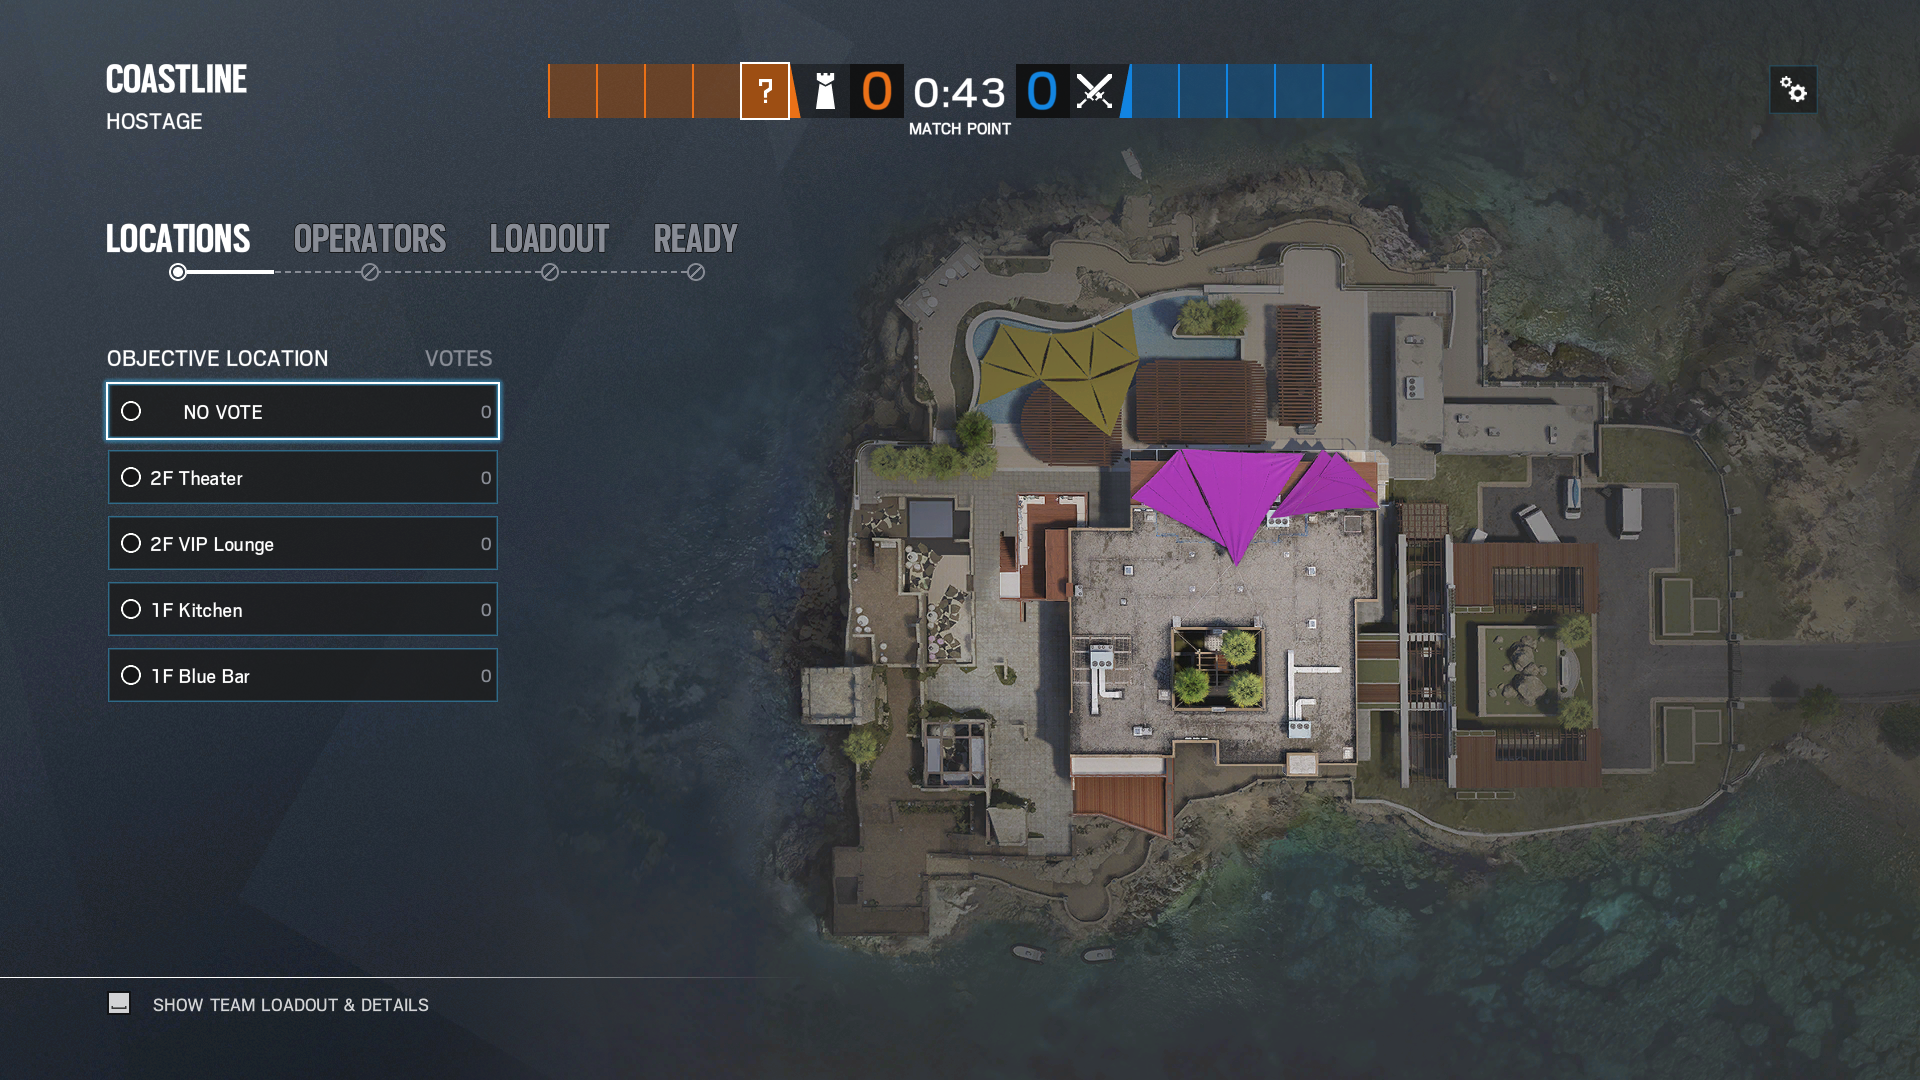 COASTLINE
HOSTAGE
?
0
0:43
0
MATCH POINT
LOCATIONS
OPERATORS
LOADOUT
READY
OBJECTIVE LOCATION
VOTES
NO VOTE
0
2F Theater
0
2F VIP Lounge
0
1F Kitchen
0
1F Blue Bar
0
SHOW TEAM LOADOUT & DETAILS